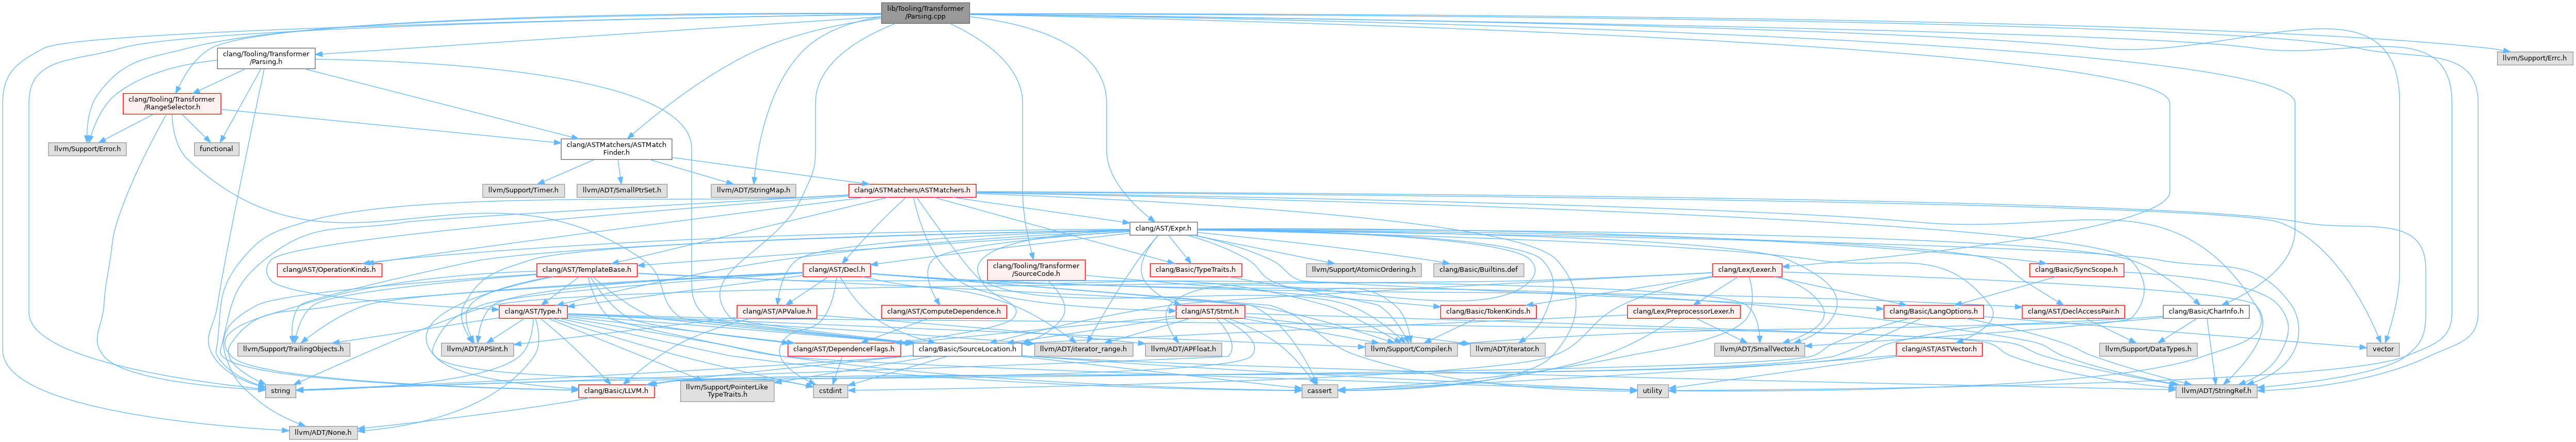 lib/Tooling/Transformer
/Parsing.cpp
clang/Tooling/Transformer
/Parsing.h
llvm/Support/Errc.h
clang/Tooling/Transformer
/RangeSelector.h
llvm/Support/Error.h
functional
clang/ASTMatchers/ASTMatch
Finder.h
llvm/Support/Timer.h
llvm/ADT/SmallPtrSet.h
llvm/ADT/StringMap.h
clang/ASTMatchers/ASTMatchers.h
clang/AST/Expr.h
clang/AST/OperationKinds.h
clang/AST/TemplateBase.h
clang/AST/Decl.h
clang/Tooling/Transformer
/SourceCode.h
clang/Basic/TypeTraits.h
llvm/Support/AtomicOrdering.h
clang/Basic/Builtins.def
clang/Lex/Lexer.h
clang/Basic/SyncScope.h
clang/AST/Type.h
clang/AST/APValue.h
clang/AST/ComputeDependence.h
clang/AST/Stmt.h
clang/Basic/TokenKinds.h
clang/Lex/PreprocessorLexer.h
clang/Basic/LangOptions.h
clang/AST/DeclAccessPair.h
clang/Basic/CharInfo.h
llvm/Support/TrailingObjects.h
llvm/ADT/APSInt.h
clang/AST/DependenceFlags.h
clang/Basic/SourceLocation.h
llvm/ADT/iterator_range.h
llvm/ADT/APFloat.h
llvm/Support/Compiler.h
llvm/ADT/iterator.h
llvm/ADT/SmallVector.h
clang/AST/ASTVector.h
llvm/Support/DataTypes.h
vector
string
clang/Basic/LLVM.h
llvm/Support/PointerLike
TypeTraits.h
cstdint
cassert
utility
llvm/ADT/StringRef.h
llvm/ADT/None.h